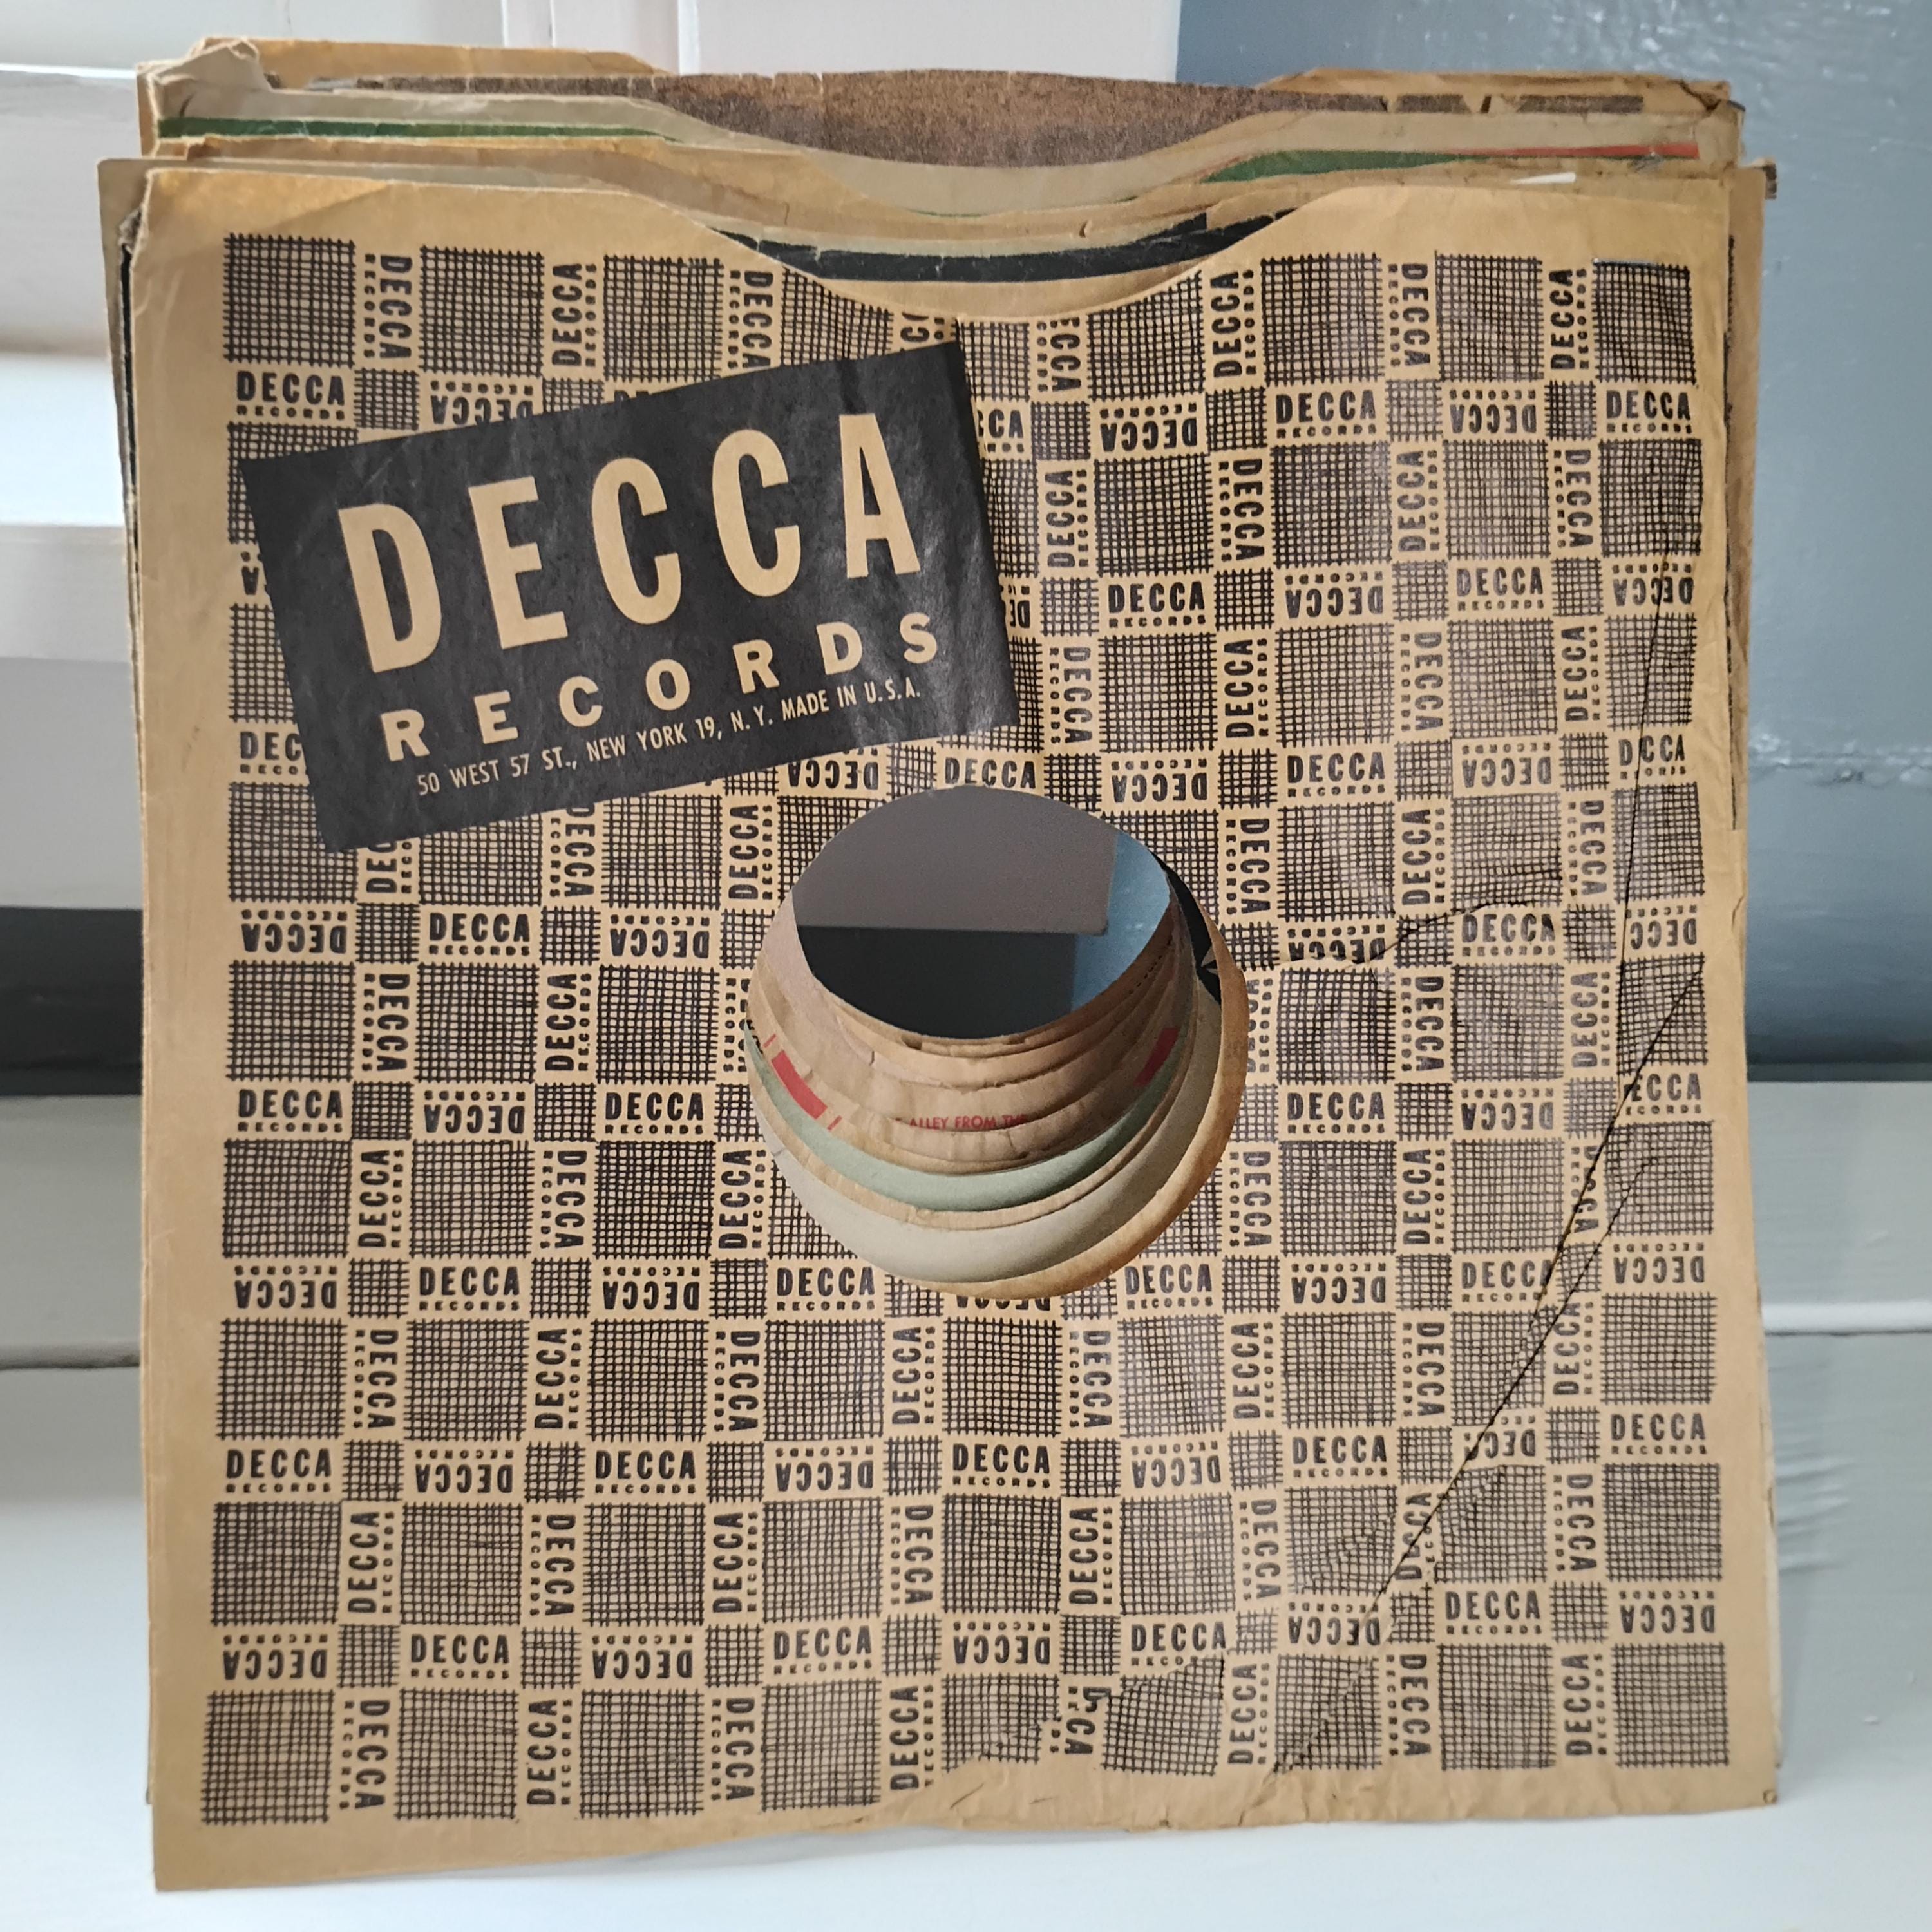 DECCA
RECORDS
50 WEST 57 ST., NEW YORK 19, N.Y. MADE IN U.S.A.
DECCA
RECORDS
ALLEY FROM THE